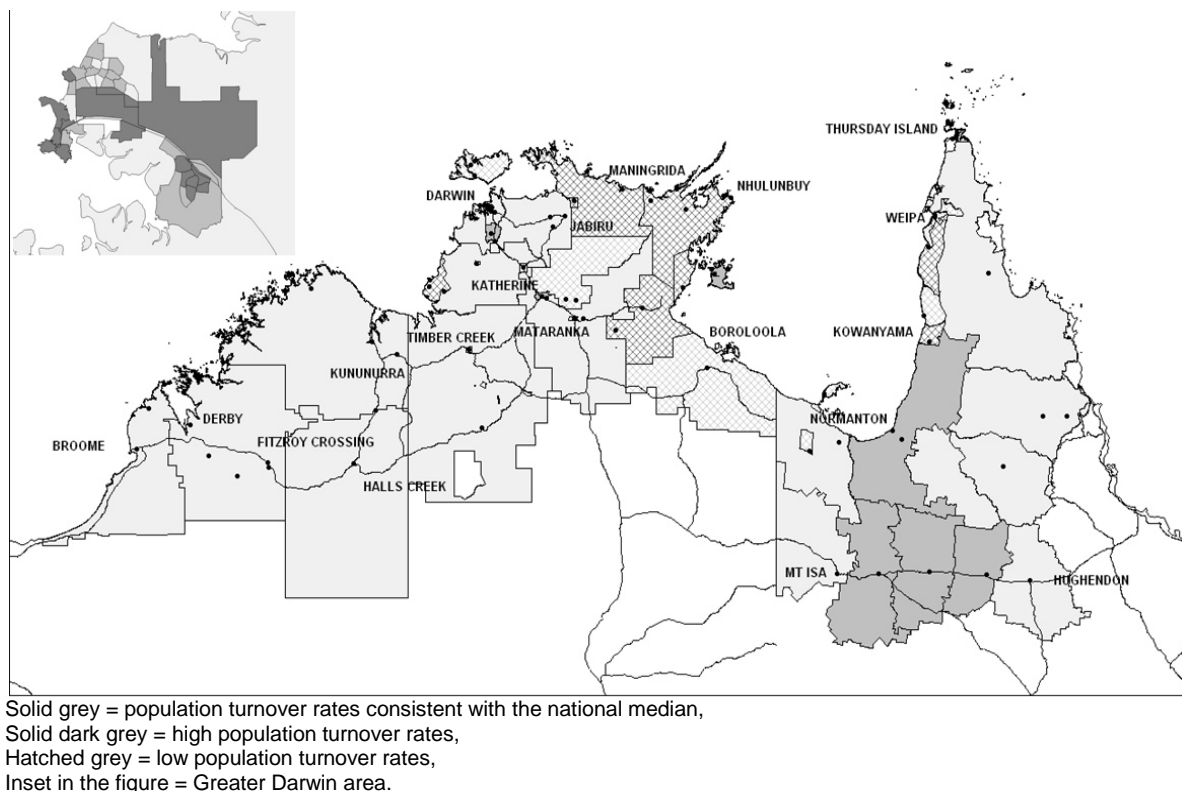 THURSDAY ISLAND
MANINGRIDA
DARWIN
NHULUNBUY
WEIPA
JABIRU
KATHERINE
TIMBER CREEK
MATARANKA
BOROLOOLA
KOWANYAMA
KUNUNURRA
DERBY
NORMANTON
BROOME
FITZROY CROSSING
HALLS CREEK
MT ISA
HUGHENDON
Solid grey = population turnover rates consistent with the national median,
Solid dark grey = high population turnover rates,
Hatched grey = low population turnover rates,
Inset in the figure = Greater Darwin area.